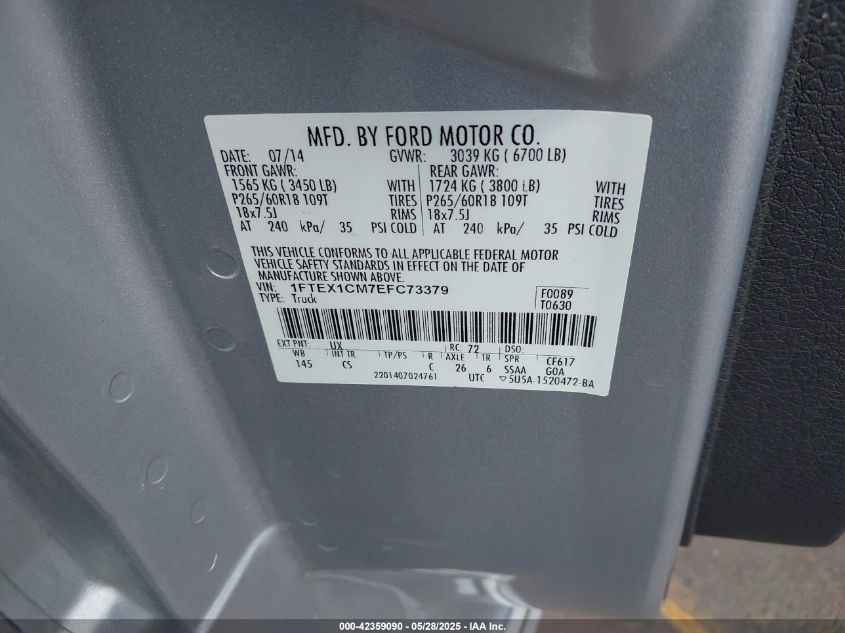 MFD. BY FORD MOTOR CO.
DATE: 07/14 GVWR: 3039 KG ( 6700 LB)
FRONT GAWR: REAR GAWR:
1565 KG ( 3450 LB) WITH 1724 KG ( 3800 LB) WITH
P265/60R18 109T TIRES P265/60R18 109T TIRES
18x7.5J RIMS 18x7.5J RIMS
AT 240 kPa/ 35 PSI COLD AT 240 kPa/ 35 PSI COLD
THIS VEHICLE CONFORMS TO ALL APPLICABLE FEDERAL MOTOR
VEHICLE SAFETY STANDARDS IN EFFECT ON THE DATE OF
MANUFACTURE SHOWN ABOVE.
VIN: 1FTEX1CM7EFC73379 F0089
TYPE: Truck T0630
EXT PNT: UX RC: 72 DSO:
WB INT TR TP/PS R AXLE TR SPR CF617
145 CS C 26 6 SSAA GOA
2201407024761 UTC ▽5U5A-1520472-BA
000-42359090 - 05/28/2025 - IAA Inc.